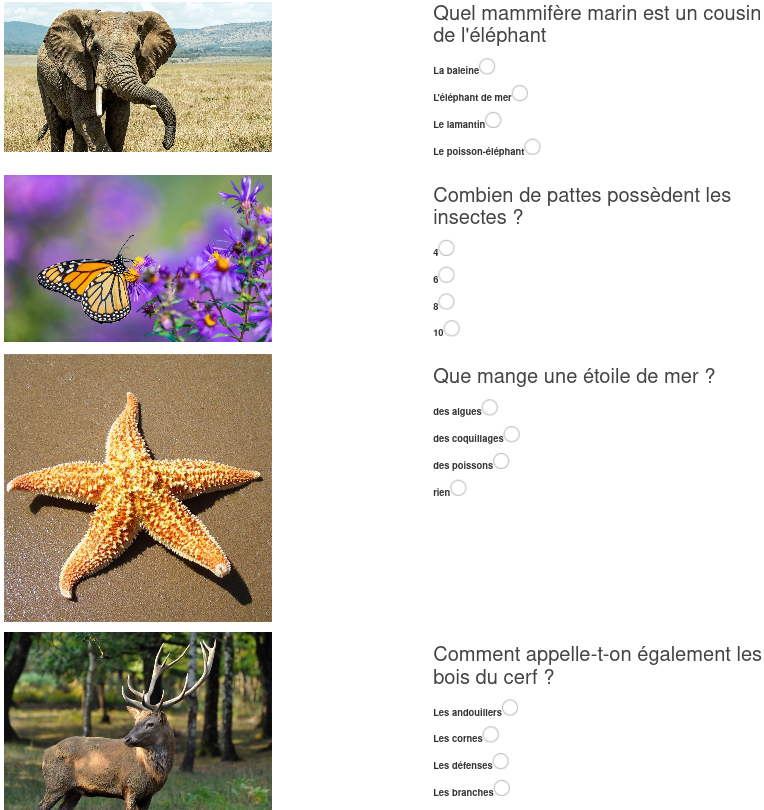 Quel mammifère marin est un cousin
de l'éléphant
La baleine
L'éléphant de mer
Le lamantin
Le poisson-éléphant
Combien de pattes possèdent les
insectes ?
4
6
8
10
Que mange une étoile de mer ?
des algues
des coquillages
des poissons
rien
Comment appelle-t-on également les
bois du cerf ?
Les andouillers
Les cornes
Les défenses
Les branches